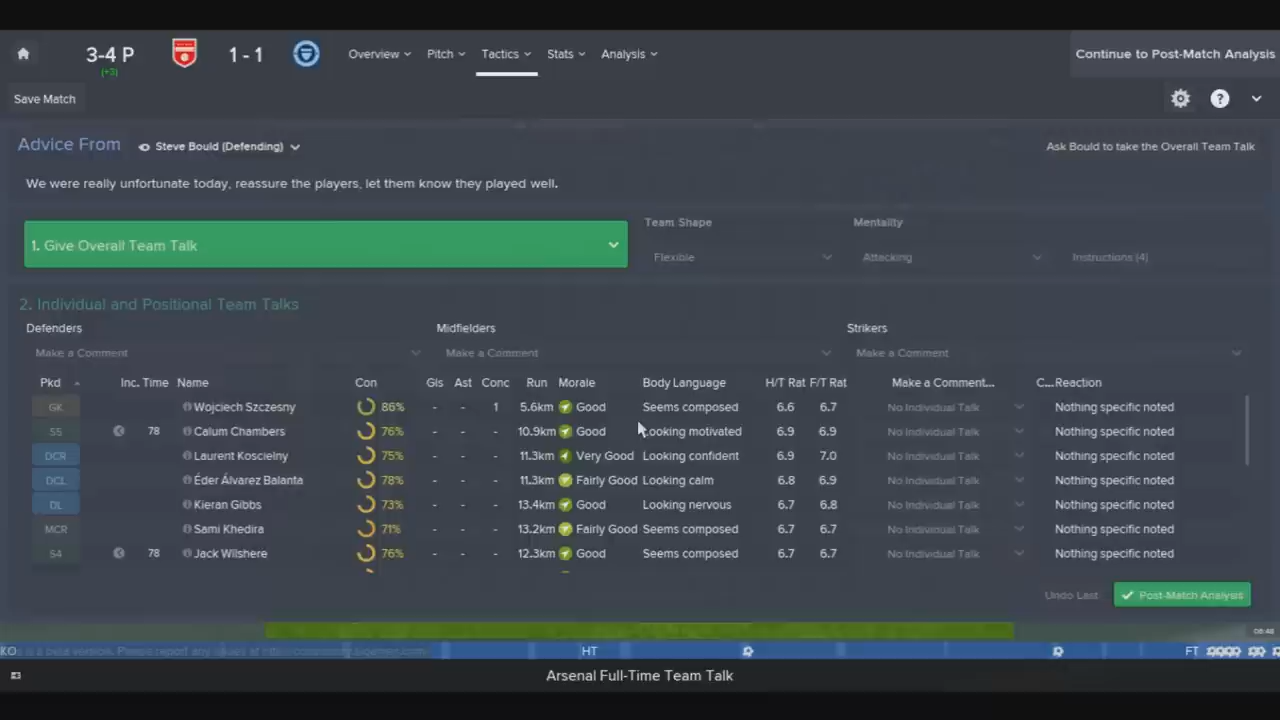 3-4 P 1 - 1 Overview Pitch Tactics Stats Analysis Continue to Post-Match Analysis
(+3)
Save Match
Advice From Steve Bould (Defending) Ask Bould to take the Overall Team Talk
We were really unfortunate today, reassure the players, let them know they played well.
Team Shape Mentality
1. Give Overall Team Talk
Flexible Attacking Instructions (4)
2. Individual and Positional Team Talks
Defenders Midfielders Strikers
Make a Comment Make a Comment Make a Comment
Pkd Inc. Time Name Con Gls Ast Conc Run Morale Body Language H/T Rat F/T Rat Make a Comment... C... Reaction
GK Wojciech Szczesny 86% - - 1 5.6km Good Seems composed 6.6 6.7 No Individual Talk Nothing specific noted
S5 78 Calum Chambers 76% - - - 10.9km Good Looking motivated 6.9 6.9 No Individual Talk Nothing specific noted
DCR Laurent Koscielny 75% - - - 11.3km Very Good Looking confident 6.9 7.0 No Individual Talk Nothing specific noted
DCL Éder Álvarez Balanta 78% - - - 11.3km Fairly Good Looking calm 6.8 6.9 No Individual Talk Nothing specific noted
DL Kieran Gibbs 73% - - - 13.4km Good Looking nervous 6.7 6.8 No Individual Talk Nothing specific noted
MCR Sami Khedira 71% - - - 13.2km Fairly Good Seems composed 6.7 6.7 No Individual Talk Nothing specific noted
S4 78 Jack Wilshere 76% - - - 12.3km Good Seems composed 6.7 6.7 No Individual Talk Nothing specific noted
Undo Last Post-Match Analysis
KO is a beta version. Please report any issues at HT FT
Arsenal Full-Time Team Talk